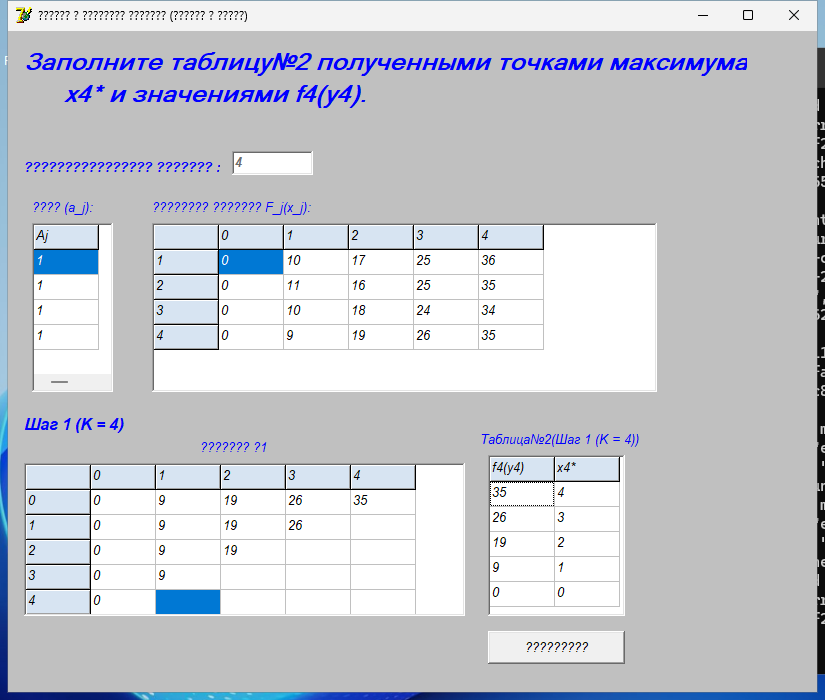 ?????? ? ???????? ??????? (?????? ? ?????)
Заполните таблицу№2 полученными точками максимума
x4* и значениями f4(y4).
???????????????? ??????? : 4
???? (a_j):
???????? ??????? F_j(x_j):
Aj
1
1
1
1
0 1 2 3 4
1 0 10 17 25 36
2 0 11 16 25 35
3 0 10 18 24 34
4 0 9 19 26 35
Шаг 1 (K = 4)
??????? ?1
0 1 2 3 4
0 0 9 19 26 35
1 0 9 19 26
2 0 9 19
3 0 9
4 0
Таблица№2(Шаг 1 (K = 4))
f4(y4) x4*
35 4
26 3
19 2
9 1
0 0
?????????